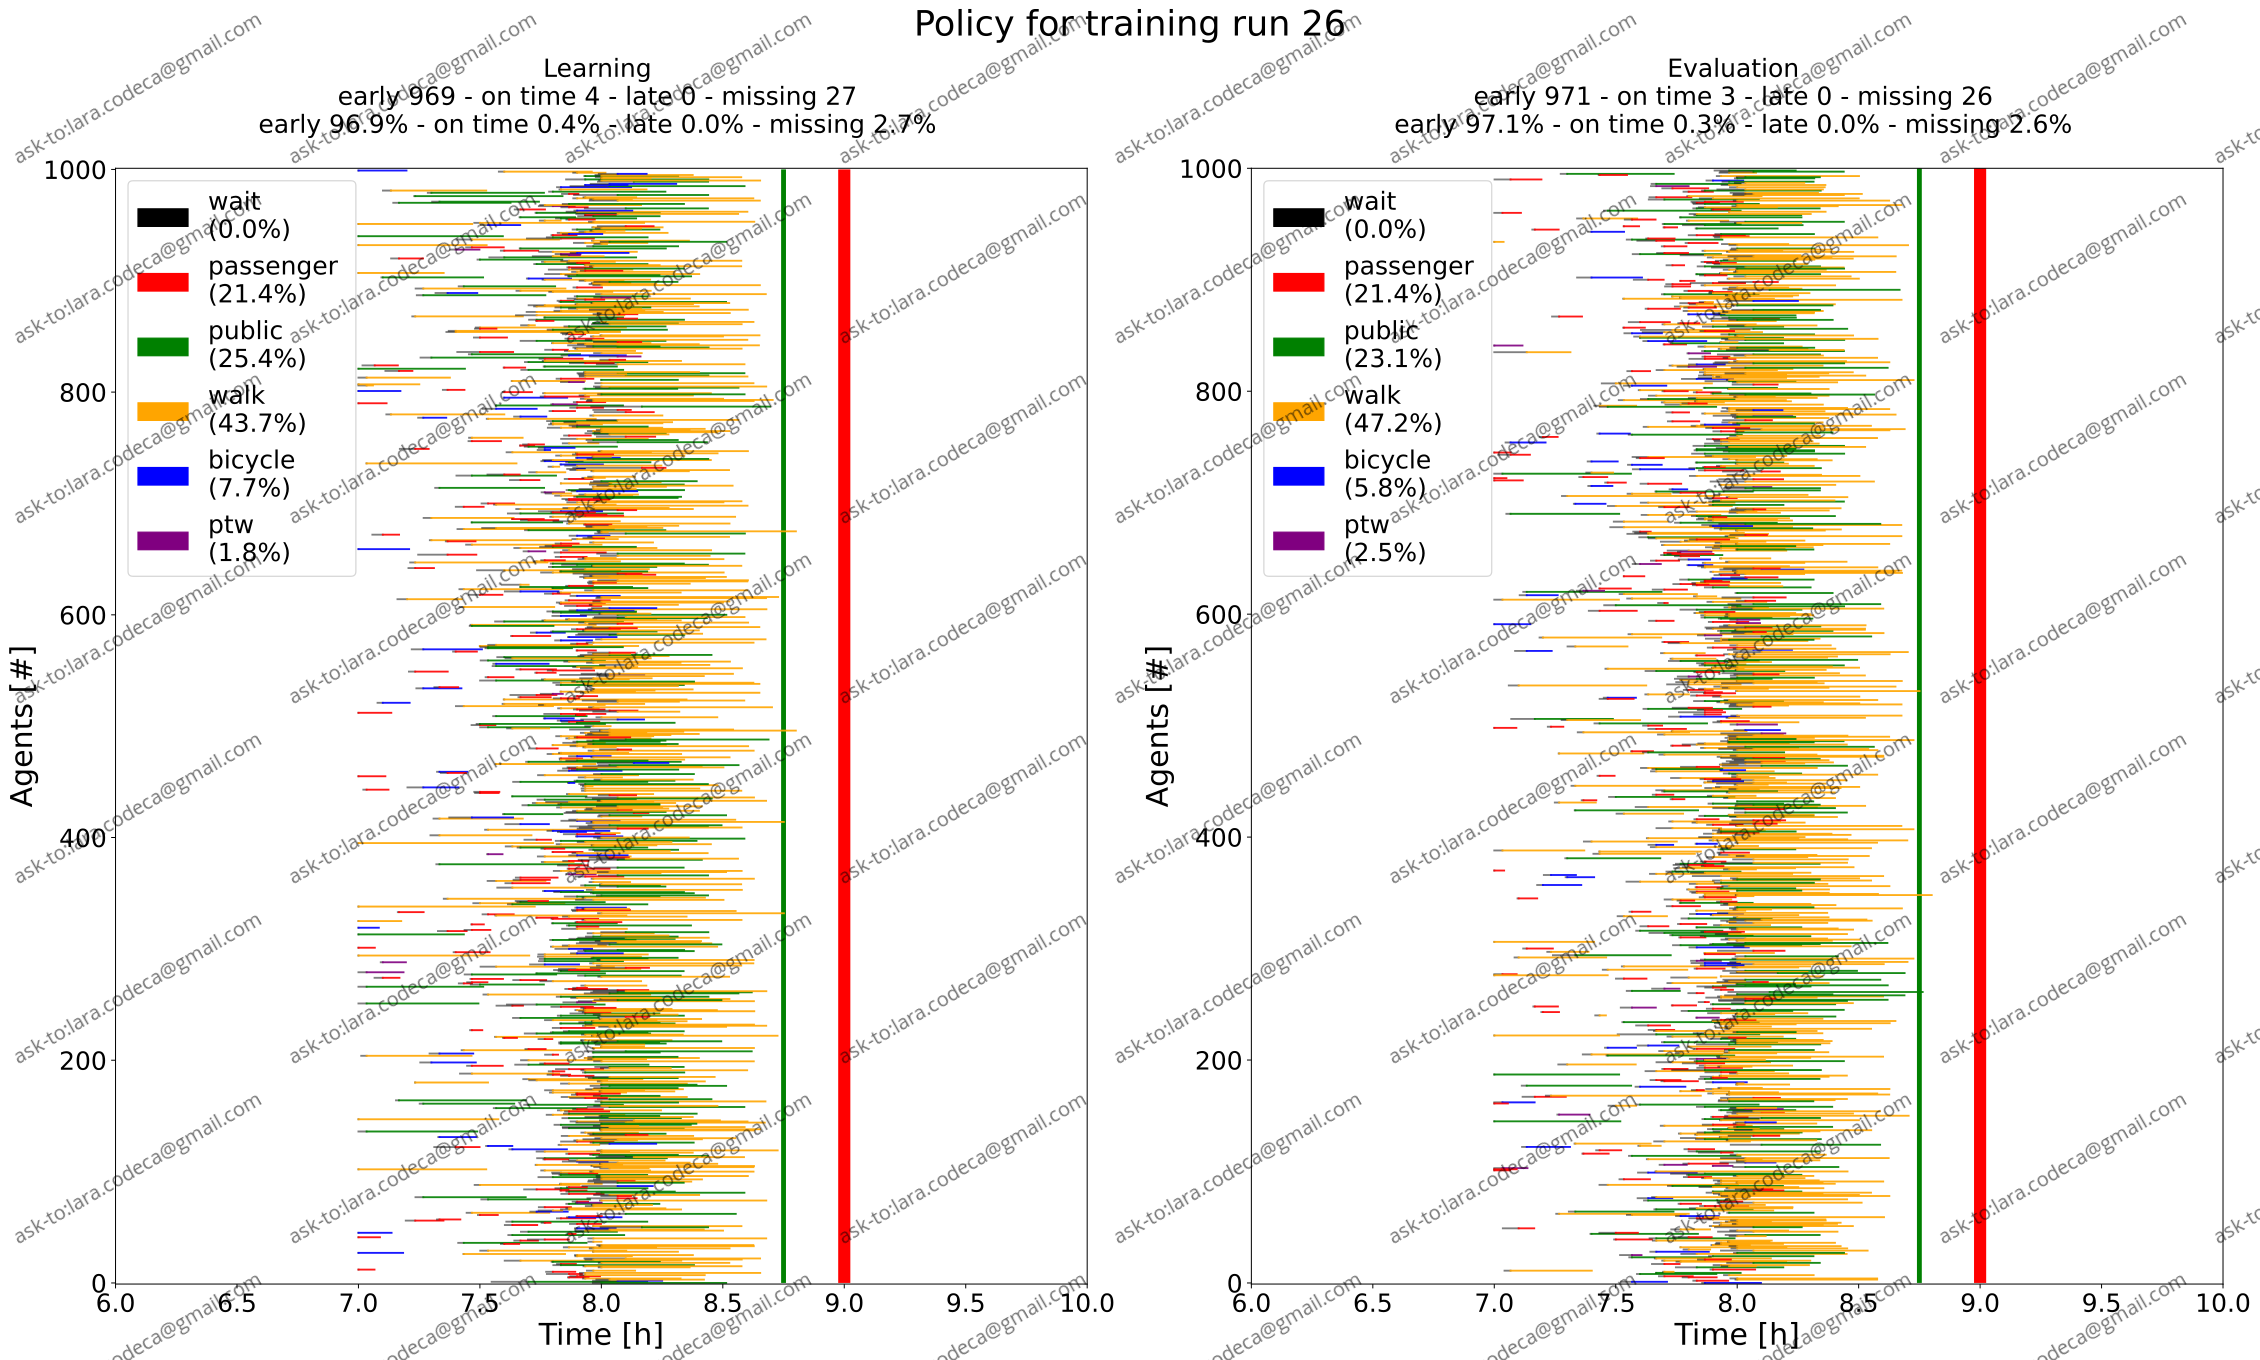 Policy for training run 26
Learning
early 969 - on time 4 - late 0 - missing 27
early 96.9% - on time 0.4% - late 0.0% - missing 2.7%
Agents [#]
1000
800
600
400
200
0
wait
(0.0%)
passenger
(21.4%)
public
(25.4%)
walk
(43.7%)
bicycle
(7.7%)
ptw
(1.8%)
6.0 6.5 7.0 7.5 8.0 8.5 9.0 9.5 10.0
Time [h]
Evaluation
early 971 - on time 3 - late 0 - missing 26
early 97.1% - on time 0.3% - late 0.0% - missing 2.6%
Agents [#]
1000
800
600
400
200
0
wait
(0.0%)
passenger
(21.4%)
public
(23.1%)
walk
(47.2%)
bicycle
(5.8%)
ptw
(2.5%)
6.0 6.5 7.0 7.5 8.0 8.5 9.0 9.5 10.0
Time [h]
ask-to:lara.codeca@gmail.com